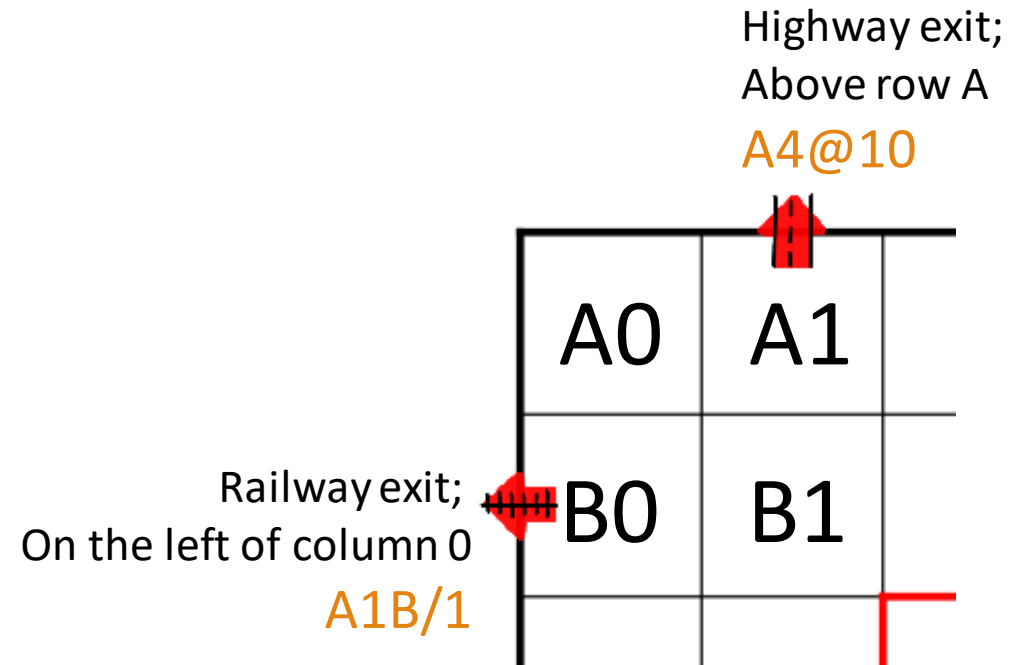 Highway exit;
Above row A
A4@10
A0 A1
Railway exit;
On the left of column 0
A1B/1
B0 B1